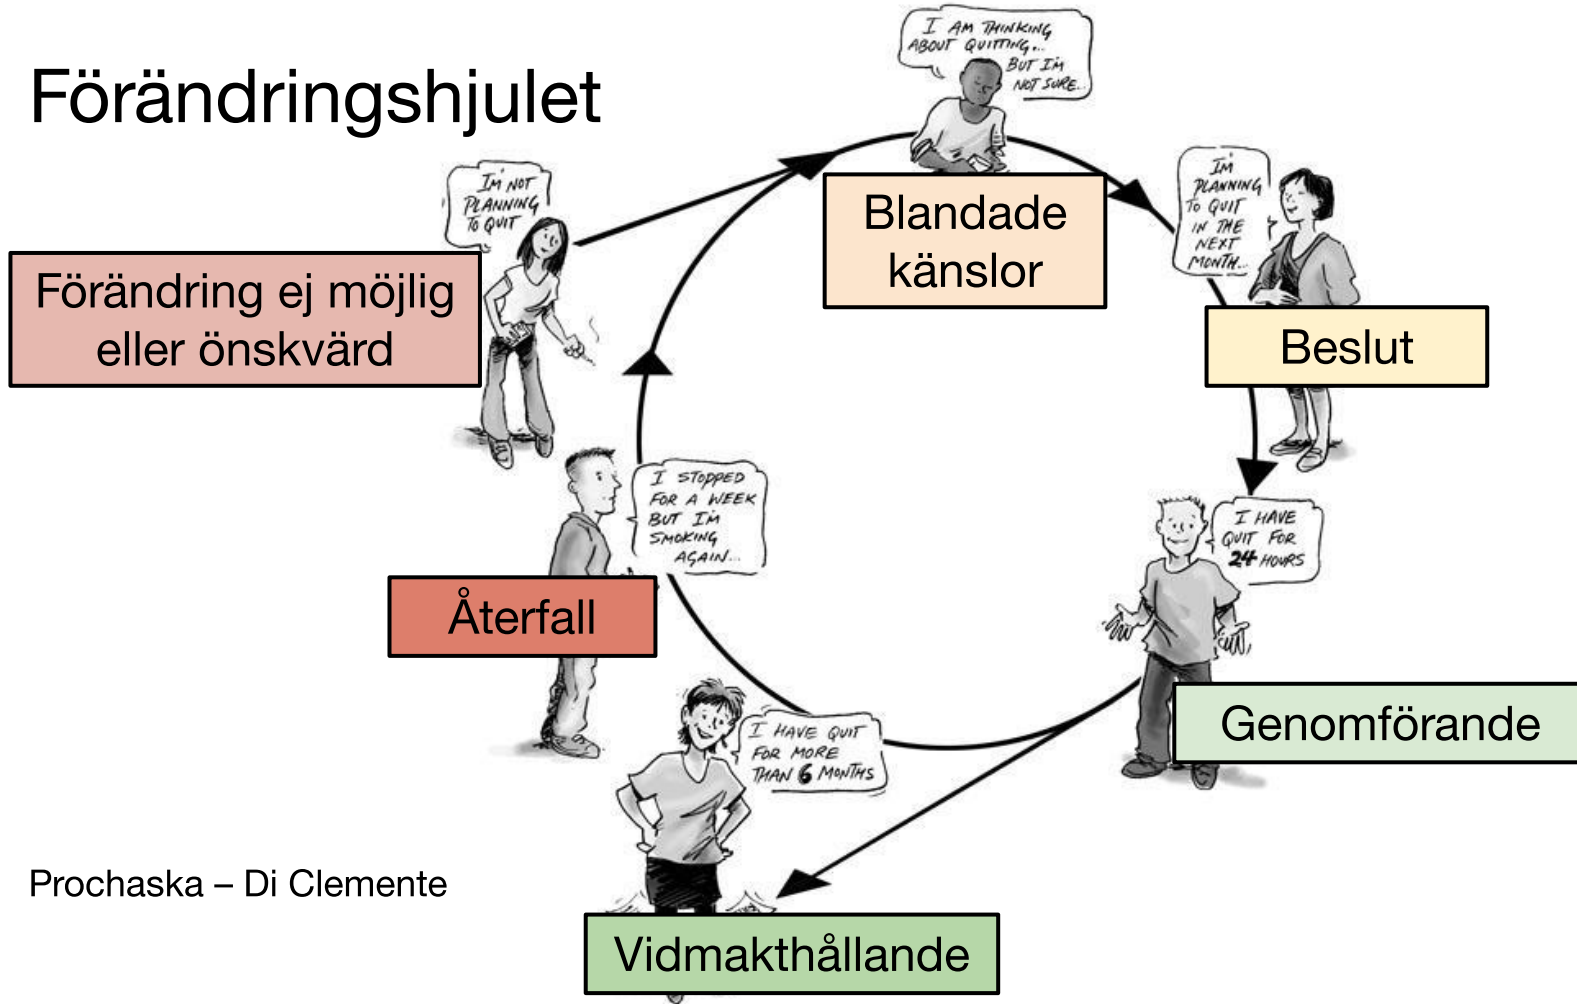 Förändringshjulet
I AM THINKING
ABOUT QUITTING...
BUT I'M
NOT SURE...
Blandade
känslor
I'M
PLANNING
TO QUIT
IN THE
NEXT
MONTH...
Beslut
I HAVE
QUIT FOR
24 HOURS
Genomförande
I HAVE QUIT
FOR MORE
THAN 6 MONTHS
Vidmakthållande
I STOPPED
FOR A WEEK
BUT I'M
SMOKING
AGAIN...
Återfall
I'M NOT
PLANNING
TO QUIT
Förändring ej möjlig
eller önskvärd
Prochaska – Di Clemente